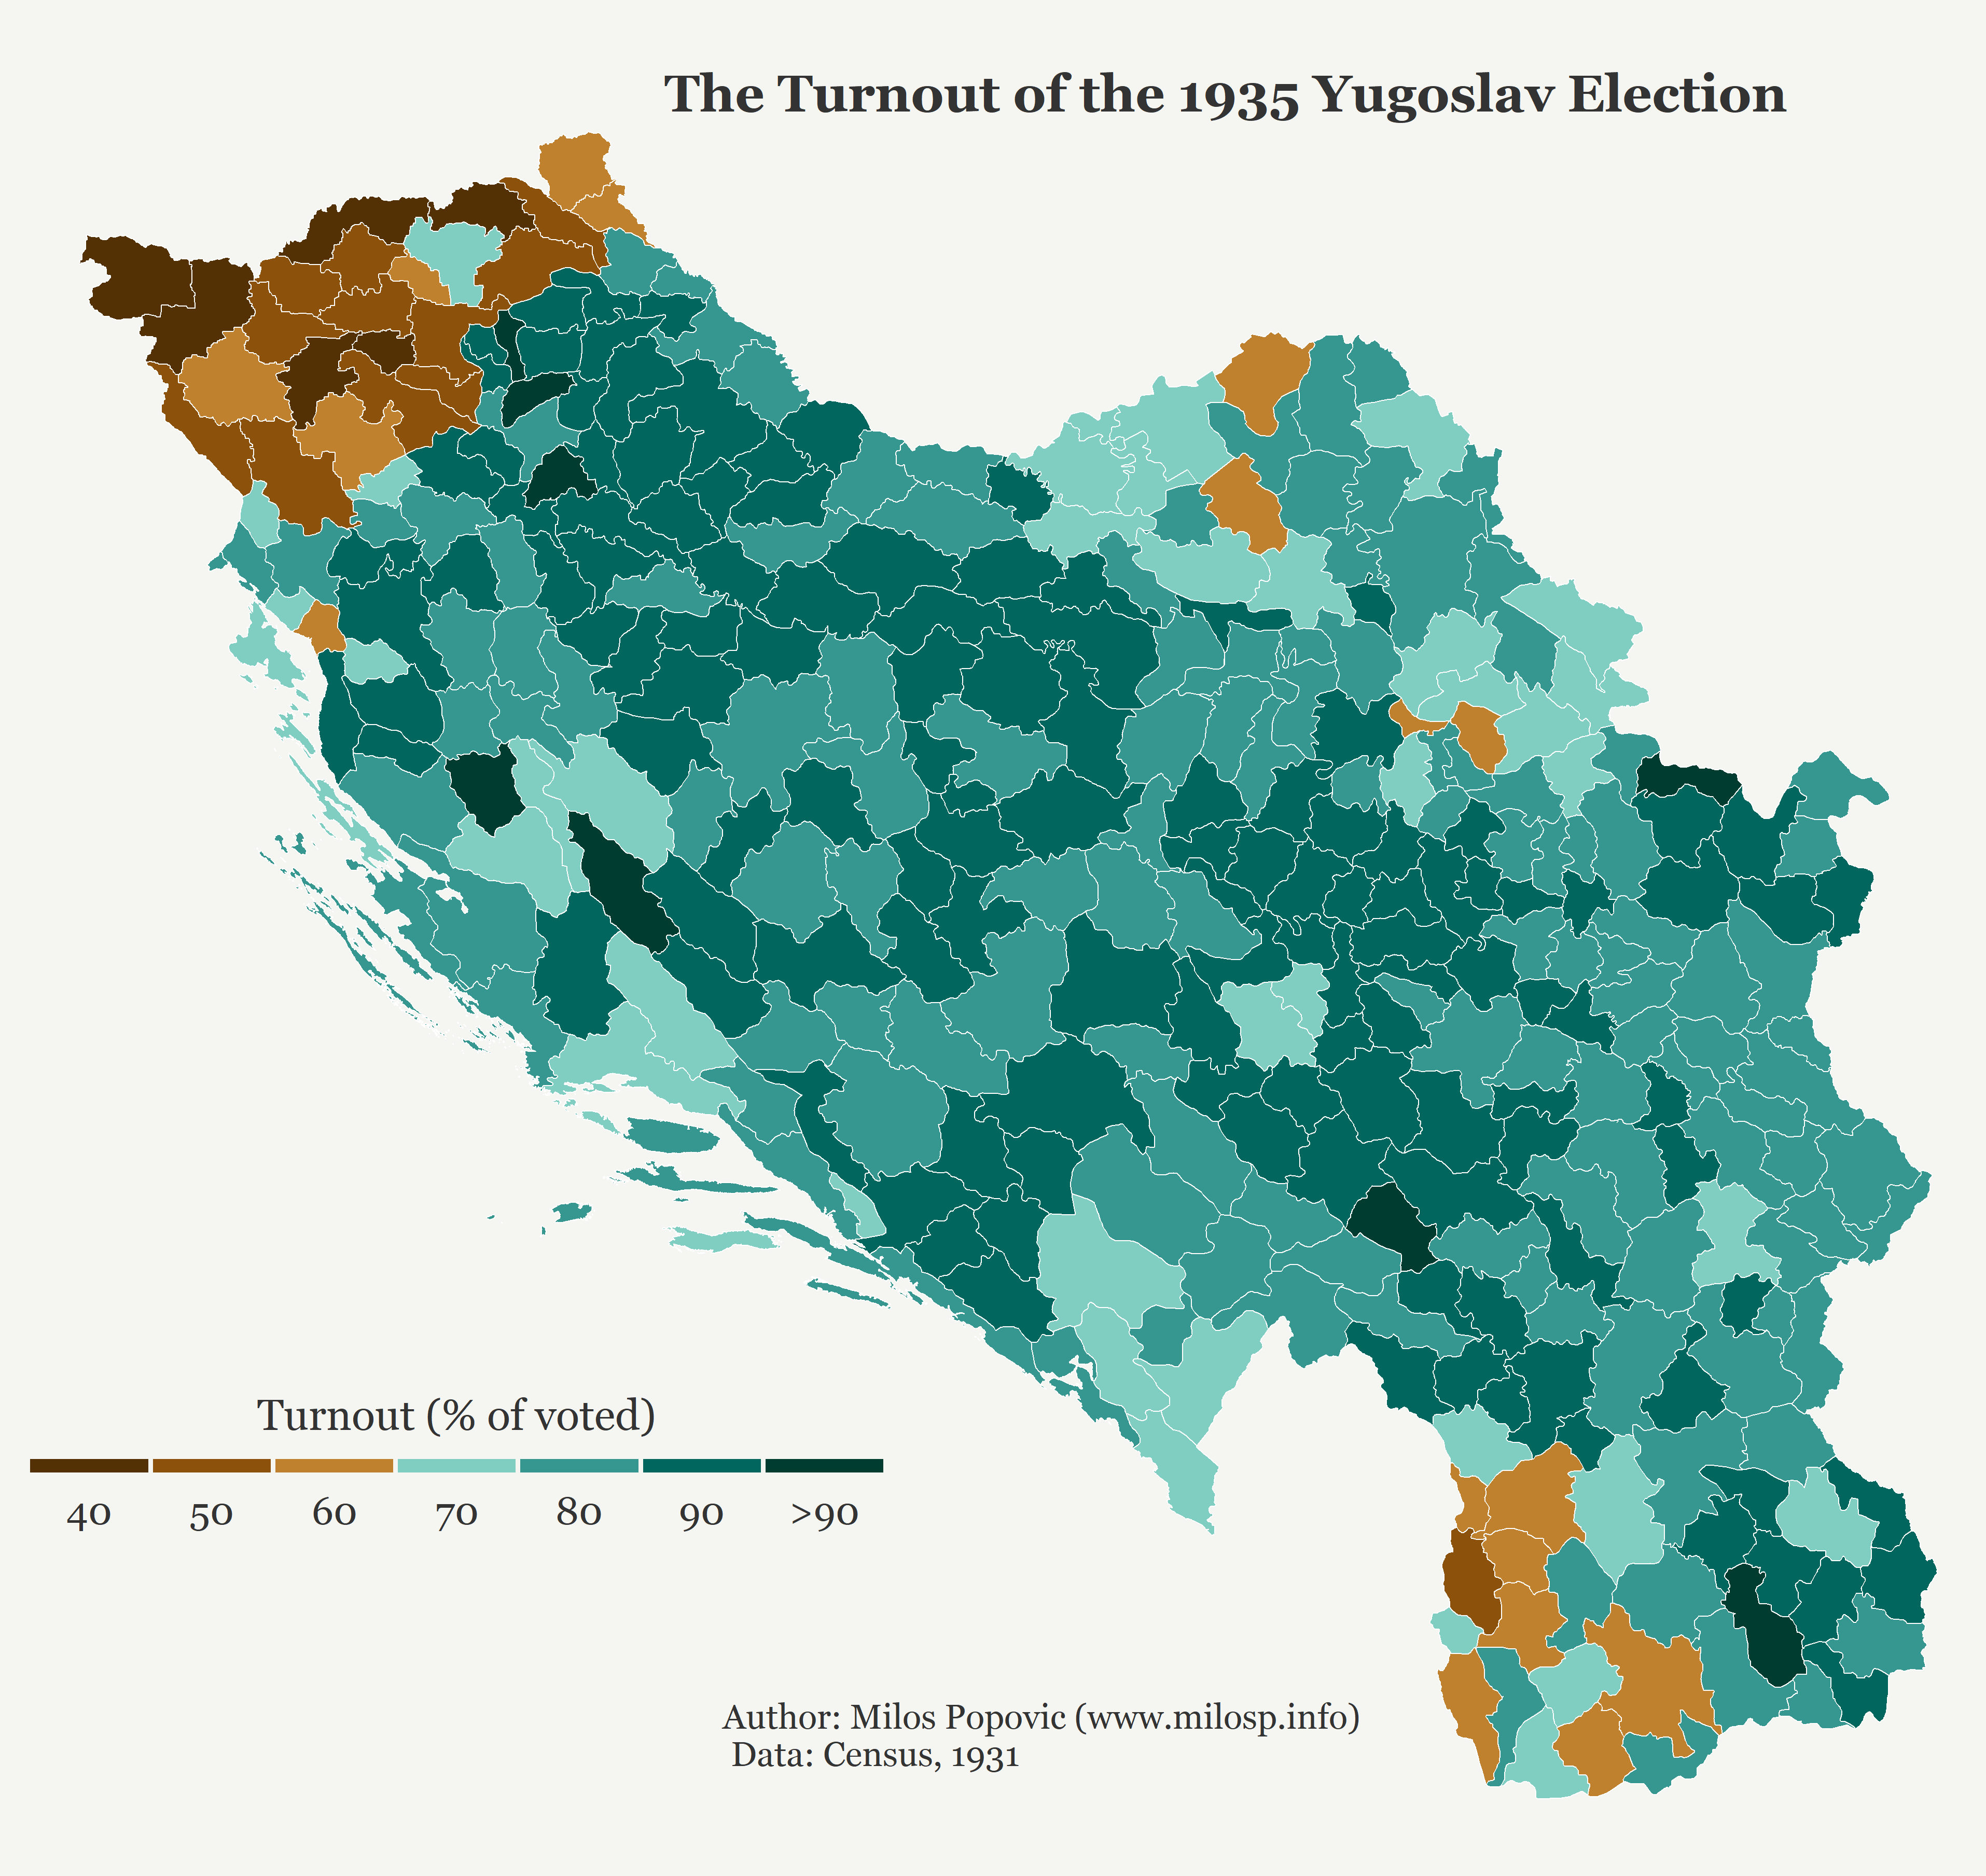 The Turnout of the 1935 Yugoslav Election
Turnout (% of voted)
40 50 60 70 80 90 >90
Author: Milos Popovic (www.milosp.info)
Data: Census, 1931